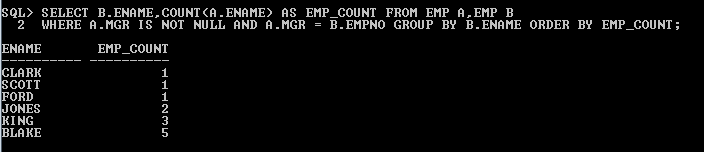 SQL> SELECT B.ENAME,COUNT(A.ENAME) AS EMP_COUNT FROM EMP A,EMP B
2 WHERE A.MGR IS NOT NULL AND A.MGR = B.EMPNO GROUP BY B.ENAME ORDER BY EMP_COUNT;
ENAME EMP_COUNT
---------- ----------
CLARK 1
SCOTT 1
FORD 1
JONES 2
KING 3
BLAKE 5